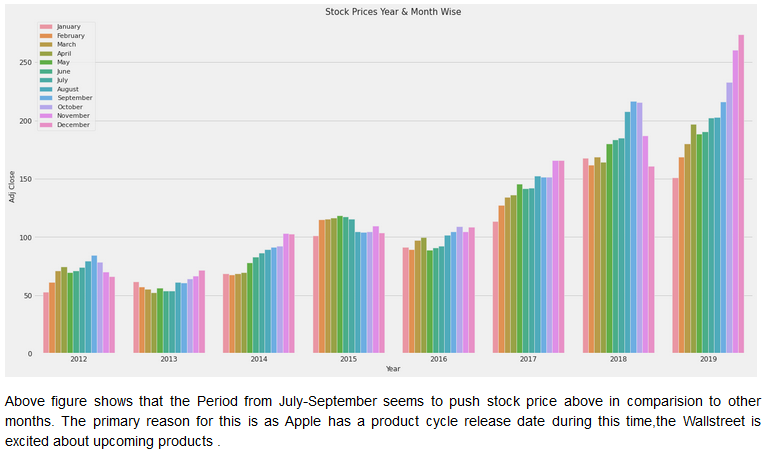 Stock Prices Year & Month Wise
January
February
March
April
May
June
July
August
September
October
November
December
250
200
150
100
50
0
Adj Close
2012 2013 2014 2015 2016 2017 2018 2019
Year
Above figure shows that the Period from July-September seems to push stock price above in comparision to other
months. The primary reason for this is as Apple has a product cycle release date during this time,the Wallstreet is
excited about upcoming products .